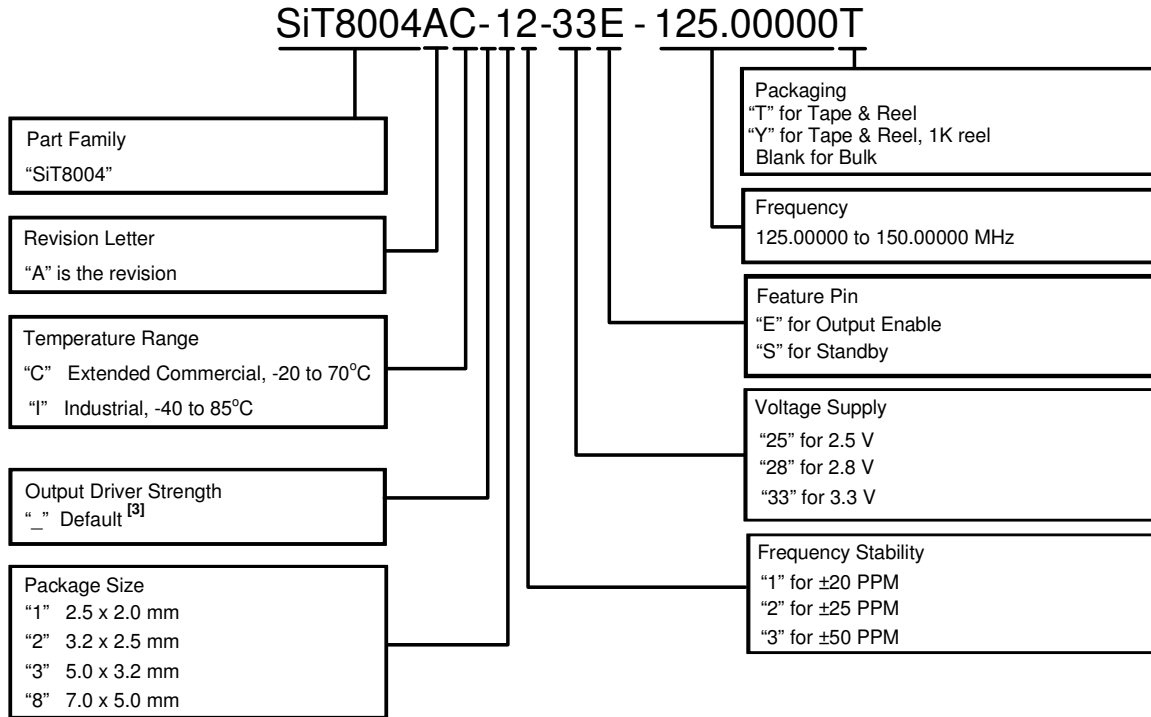 SiT8004AC-12-33E - 125.00000T
Part Family
“SiT8004”
Revision Letter
“A” is the revision
Temperature Range
“C” Extended Commercial, -20 to 70°C
“I” Industrial, -40 to 85°C
Output Driver Strength
“_” Default [3]
Package Size
“1” 2.5 x 2.0 mm
“2” 3.2 x 2.5 mm
“3” 5.0 x 3.2 mm
“8” 7.0 x 5.0 mm
Packaging
“T” for Tape & Reel
“Y” for Tape & Reel, 1K reel
Blank for Bulk
Frequency
125.00000 to 150.00000 MHz
Feature Pin
“E” for Output Enable
“S” for Standby
Voltage Supply
“25” for 2.5 V
“28” for 2.8 V
“33” for 3.3 V
Frequency Stability
“1” for ±20 PPM
“2” for ±25 PPM
“3” for ±50 PPM